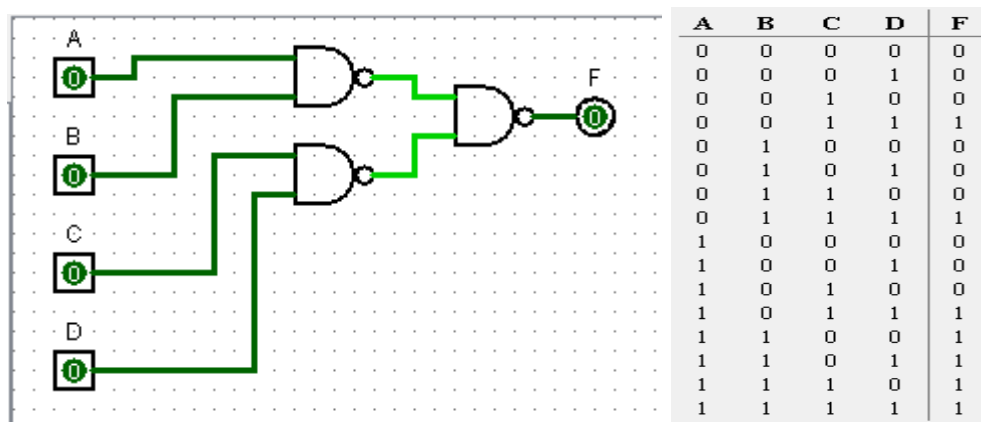 A
0
B
0
C
0
D
0
F
0
A B C D F
0 0 0 0 0
0 0 0 1 0
0 0 1 0 0
0 0 1 1 1
0 1 0 0 0
0 1 0 1 0
0 1 1 0 0
0 1 1 1 1
1 0 0 0 0
1 0 0 1 0
1 0 1 0 0
1 0 1 1 1
1 1 0 0 1
1 1 0 1 1
1 1 1 0 1
1 1 1 1 1